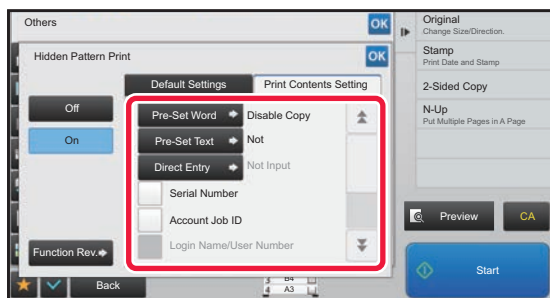 Others
OK
Hidden Pattern Print
OK
Default Settings
Print Contents Setting
Off
On
Pre-Set Word
Disable Copy
Pre-Set Text
Not
Direct Entry
Not Input
Serial Number
Account Job ID
Login Name/User Number
Function Rev.
Back
B4
A3
Original
Change Size/Direction.
Stamp
Print Date and Stamp
2-Sided Copy
N-Up
Put Multiple Pages in A Page
Preview
CA
Start